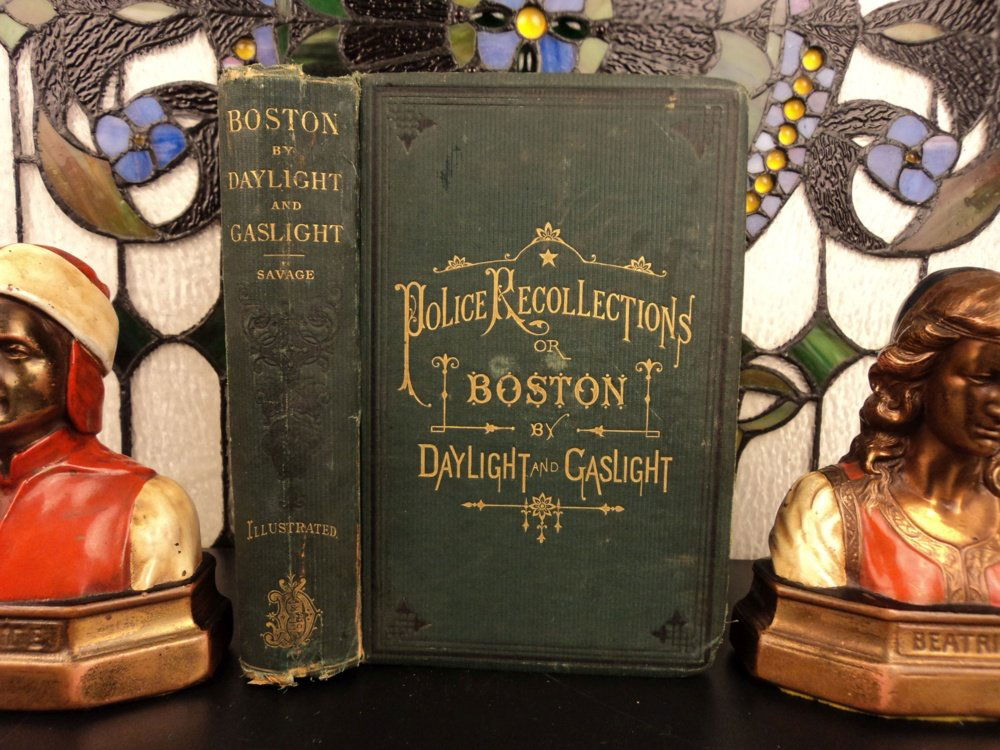 BOSTON
BY
DAYLIGHT
AND
GASLIGHT
SAVAGE
ILLUSTRATED.
POLICE RECOLLECTIONS
OR
BOSTON
BY
DAYLIGHT AND GASLIGHT
BEATRI